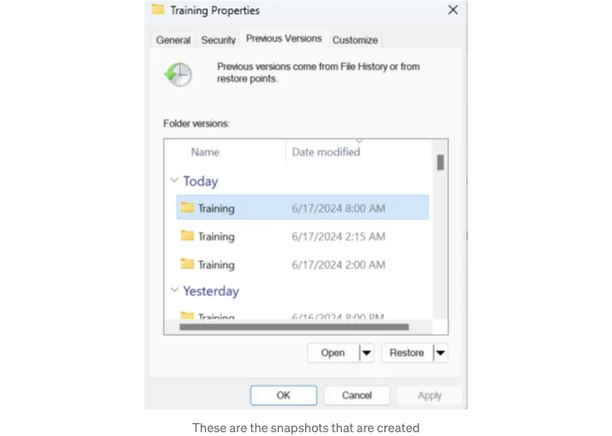 Training Properties
General Security Previous Versions Customize
Previous versions come from File History or from
restore points.
Folder versions:
Name Date modified
Today
Training 6/17/2024 8:00 AM
Training 6/17/2024 2:15 AM
Training 6/17/2024 2:00 AM
Yesterday
Training 6/16/2024 9:00 PM
Open Restore
OK Cancel Apply
These are the snapshots that are created